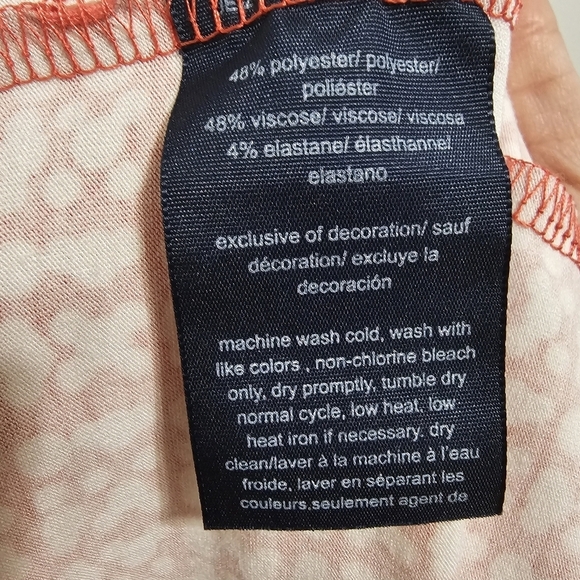 48% polyester/ polyester/
poliéster
48% viscose/ viscose/ viscosa
4% elastane/ élasthannel
elastano
exclusive of decoration/ sauf
décoration/ excluye la
decoración
machine wash cold, wash with
like colors , non-chlorine bleach
only, dry promptly, tumble dry
normal cycle, low heat, low
heat iron if necessary. dry
clean/laver à la machine à l'eau
froide, laver en séparant les
couleurs.seulement agent de